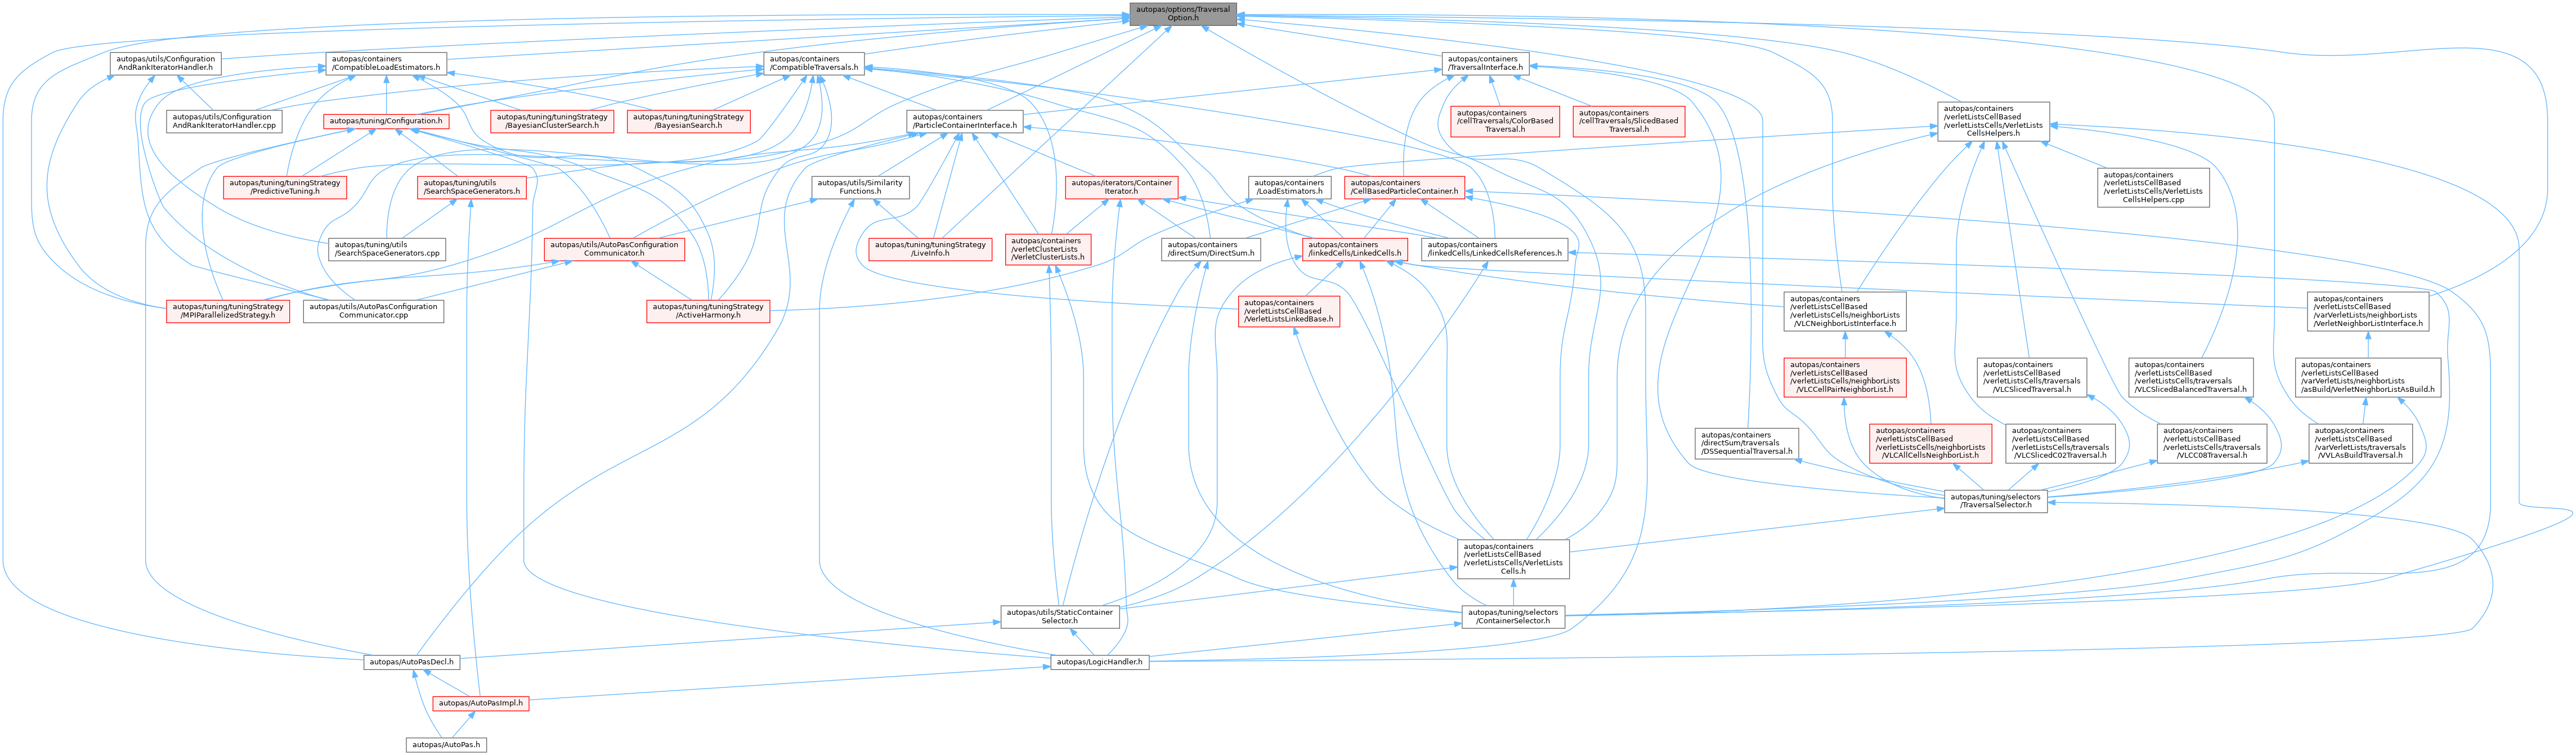 autopas/options/Traversal
Option.h
autopas/utils/Configuration
AndRankIteratorHandler.h
autopas/containers
/CompatibleLoadEstimators.h
autopas/containers
/CompatibleTraversals.h
autopas/containers
/TraversalInterface.h
autopas/utils/Configuration
AndRankIteratorHandler.cpp
autopas/tuning/Configuration.h
autopas/tuning/tuningStrategy
/BayesianClusterSearch.h
autopas/tuning/tuningStrategy
/BayesianSearch.h
autopas/containers
/ParticleContainerInterface.h
autopas/containers
/cellTraversals/ColorBased
Traversal.h
autopas/containers
/cellTraversals/SlicedBased
Traversal.h
autopas/containers
/verletListsCellBased
/verletListsCells/VerletLists
CellsHelpers.h
autopas/tuning/tuningStrategy
/PredictiveTuning.h
autopas/tuning/utils
/SearchSpaceGenerators.h
autopas/utils/Similarity
Functions.h
autopas/iterators/Container
Iterator.h
autopas/containers
/LoadEstimators.h
autopas/containers
/CellBasedParticleContainer.h
autopas/containers
/verletListsCellBased
/verletListsCells/VerletLists
CellsHelpers.cpp
autopas/tuning/utils
/SearchSpaceGenerators.cpp
autopas/utils/AutoPasConfiguration
Communicator.h
autopas/tuning/tuningStrategy
/LiveInfo.h
autopas/containers
/verletClusterLists
/VerletClusterLists.h
autopas/containers
/directSum/DirectSum.h
autopas/containers
/linkedCells/LinkedCells.h
autopas/containers
/linkedCells/LinkedCellsReferences.h
autopas/tuning/tuningStrategy
/MPIParallelizedStrategy.h
autopas/utils/AutoPasConfiguration
Communicator.cpp
autopas/tuning/tuningStrategy
/ActiveHarmony.h
autopas/containers
/verletListsCellBased
/VerletListsLinkedBase.h
autopas/containers
/verletListsCellBased
/verletListsCells/neighborLists
/VLCNeighborListInterface.h
autopas/containers
/verletListsCellBased
/varVerletLists/neighborLists
/VerletNeighborListInterface.h
autopas/containers
/verletListsCellBased
/verletListsCells/neighborLists
/VLCCellPairNeighborList.h
autopas/containers
/verletListsCellBased
/verletListsCells/traversals
/VLCSlicedTraversal.h
autopas/containers
/verletListsCellBased
/verletListsCells/traversals
/VLCSlicedBalancedTraversal.h
autopas/containers
/verletListsCellBased
/varVerletLists/neighborLists
/asBuild/VerletNeighborListAsBuild.h
autopas/containers
/directSum/traversals
/DSSequentialTraversal.h
autopas/containers
/verletListsCellBased
/verletListsCells/neighborLists
/VLCAllCellsNeighborList.h
autopas/containers
/verletListsCellBased
/verletListsCells/traversals
/VLCSlicedC02Traversal.h
autopas/containers
/verletListsCellBased
/verletListsCells/traversals
/VLCC08Traversal.h
autopas/containers
/verletListsCellBased
/varVerletLists/traversals
/VVLAsBuildTraversal.h
autopas/tuning/selectors
/TraversalSelector.h
autopas/containers
/verletListsCellBased
/verletListsCells/VerletLists
Cells.h
autopas/utils/StaticContainer
Selector.h
autopas/tuning/selectors
/ContainerSelector.h
autopas/AutoPasDecl.h
autopas/LogicHandler.h
autopas/AutoPasImpl.h
autopas/AutoPas.h